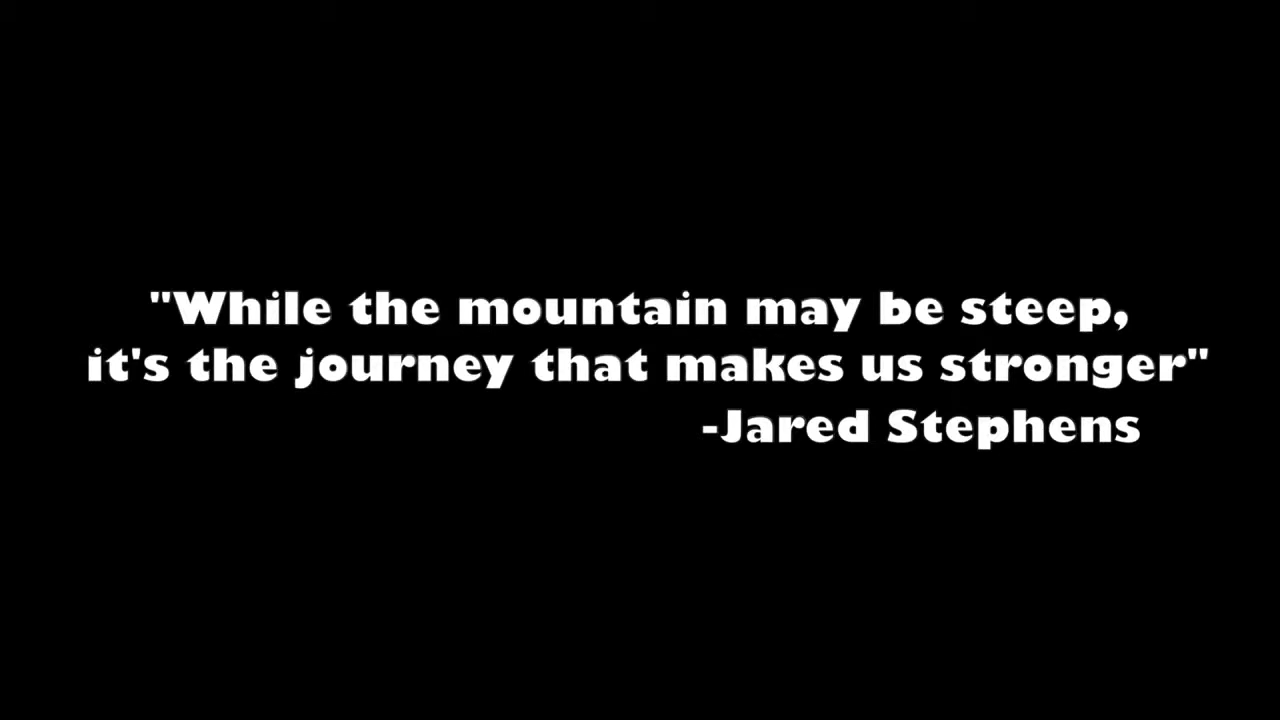 "While the mountain may be steep,
it's the journey that makes us stronger"
-Jared Stephens